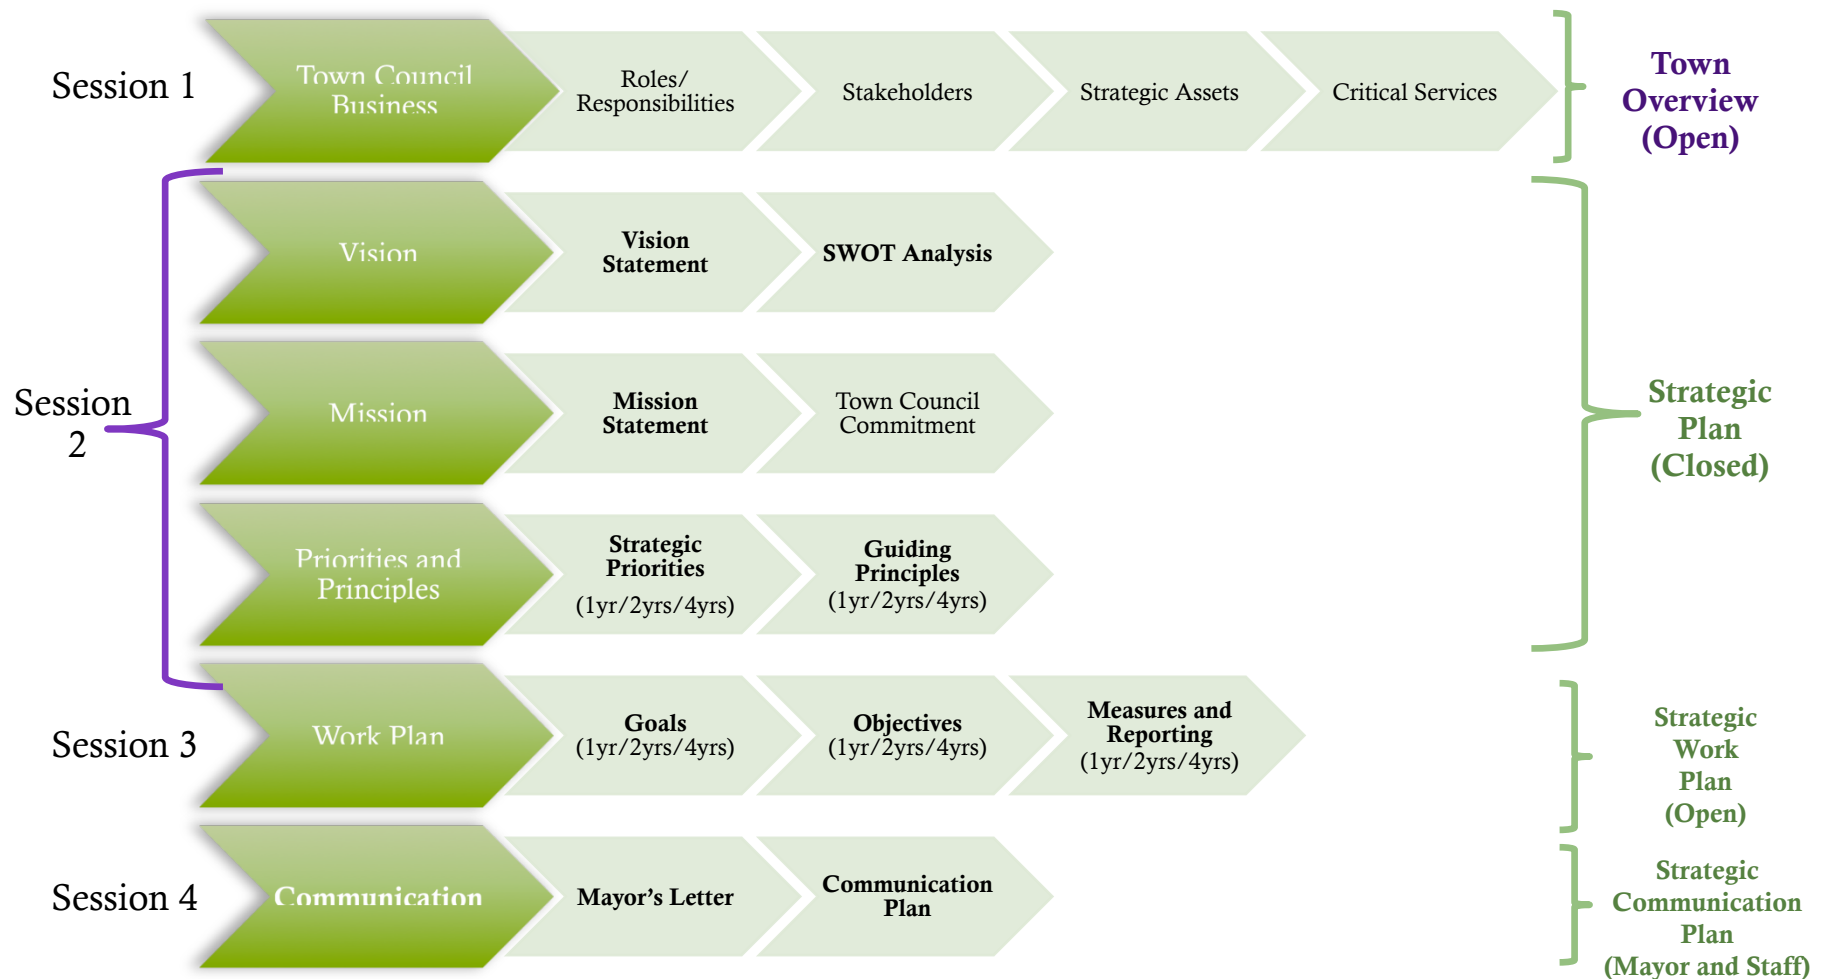 Session 1
Town Council
Business
Roles/
Responsibilities
Stakeholders
Strategic Assets
Critical Services
Town
Overview
(Open)
Session
2
Vision
Vision
Statement
SWOT Analysis
Mission
Mission
Statement
Town Council
Commitment
Priorities and
Principles
Strategic
Priorities
(1yr/2yrs/4yrs)
Guiding
Principles
(1yr/2yrs/4yrs)
Strategic
Plan
(Closed)
Session 3
Work Plan
Goals
(1yr/2yrs/4yrs)
Objectives
(1yr/2yrs/4yrs)
Measures and
Reporting
(1yr/2yrs/4yrs)
Strategic
Work
Plan
(Open)
Session 4
Communication
Mayor’s Letter
Communication
Plan
Strategic
Communication
Plan
(Mayor and Staff)